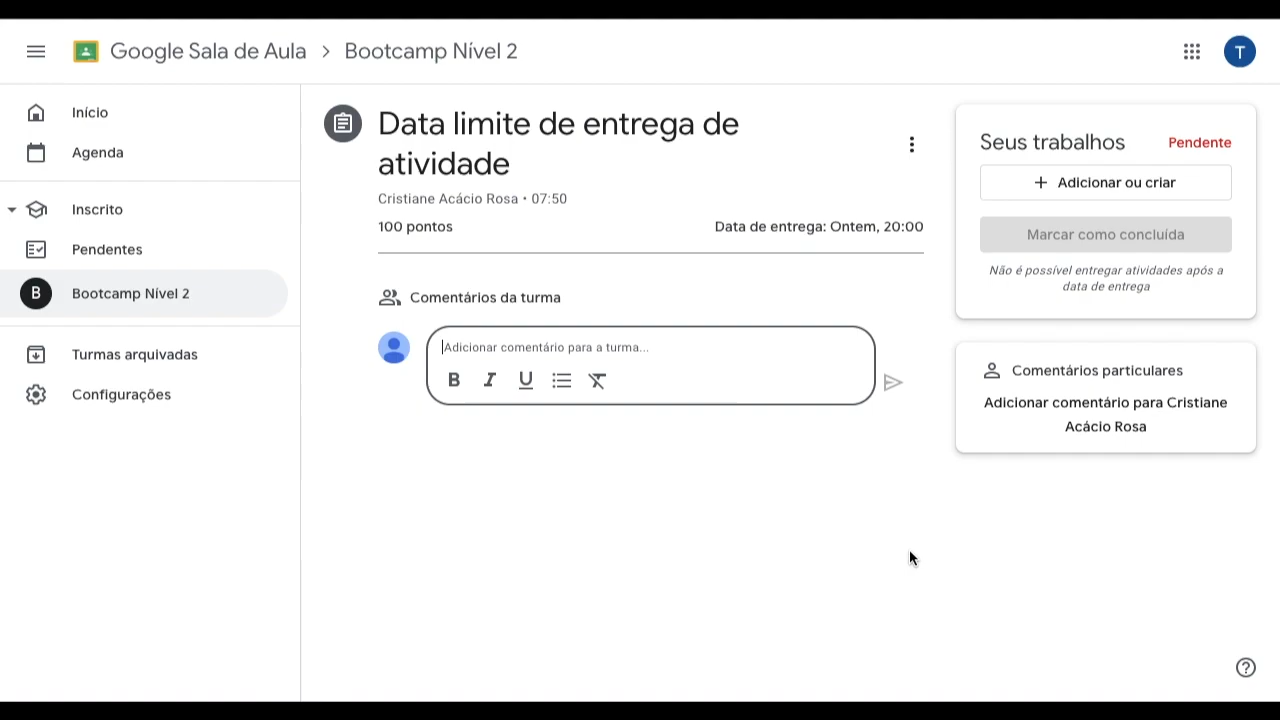 Google Sala de Aula > Bootcamp Nível 2
T
Início
Agenda
Inscrito
Pendentes
B Bootcamp Nível 2
Turmas arquivadas
Configurações
Data limite de entrega de
atividade
Cristiane Acácio Rosa • 07:50
100 pontos
Data de entrega: Ontem, 20:00
Comentários da turma
Adicionar comentário para a turma...
B I U
Seus trabalhos
Pendente
+ Adicionar ou criar
Marcar como concluída
Não é possível entregar atividades após a
data de entrega
Comentários particulares
Adicionar comentário para Cristiane
Acácio Rosa